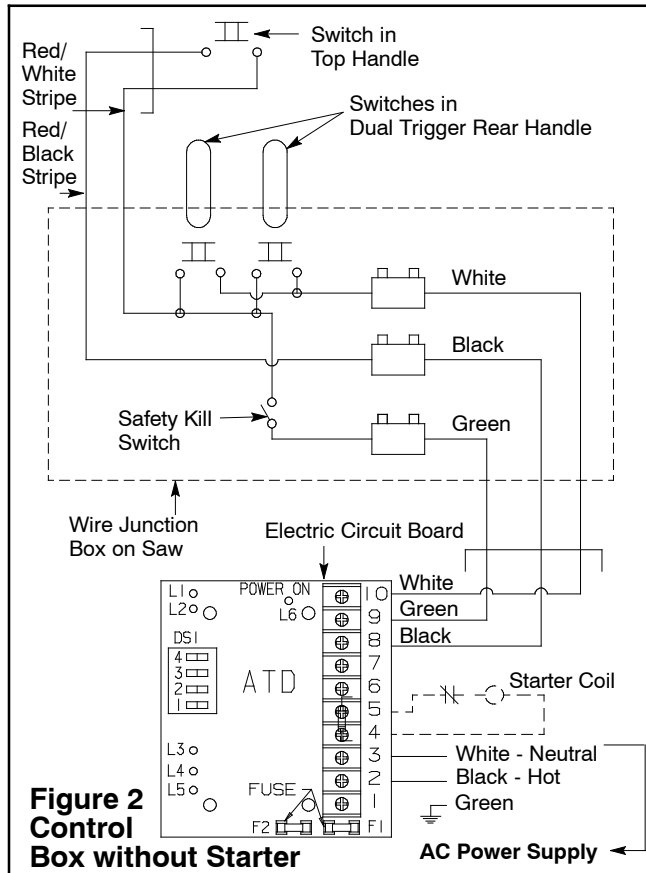 Switch in
Top Handle
Red/
White
Stripe
Switches in
Dual Trigger Rear Handle
Red/
Black
Stripe
White
Black
Safety Kill
Switch
Green
Wire Junction
Box on Saw
Electric Circuit Board
L1
L2
POWER ON
L6
10 White
9 Green
8 Black
DS1
4
3
2
1
ATD
7
6
5
Starter Coil
4
L3
3 White - Neutral
L4
2 Black - Hot
L5
FUSE
1
Green
F2
F1
Figure 2
Control
Box without Starter
AC Power Supply